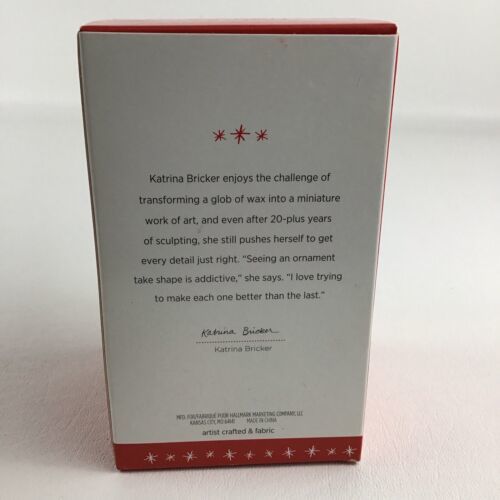 Katrina Bricker enjoys the challenge of
transforming a glob of wax into a miniature
work of art, and even after 20-plus years
of sculpting, she still pushes herself to get
every detail just right. “Seeing an ornament
take shape is addictive,” she says. “I love trying
to make each one better than the last.”
Katrina Bricker
Katrina Bricker
MFG. FOR/FABRIQUÉ POUR HALLMARK MARKETING COMPANY, LLC
KANSAS CITY, MO 64141 MADE IN CHINA
artist crafted & fabric